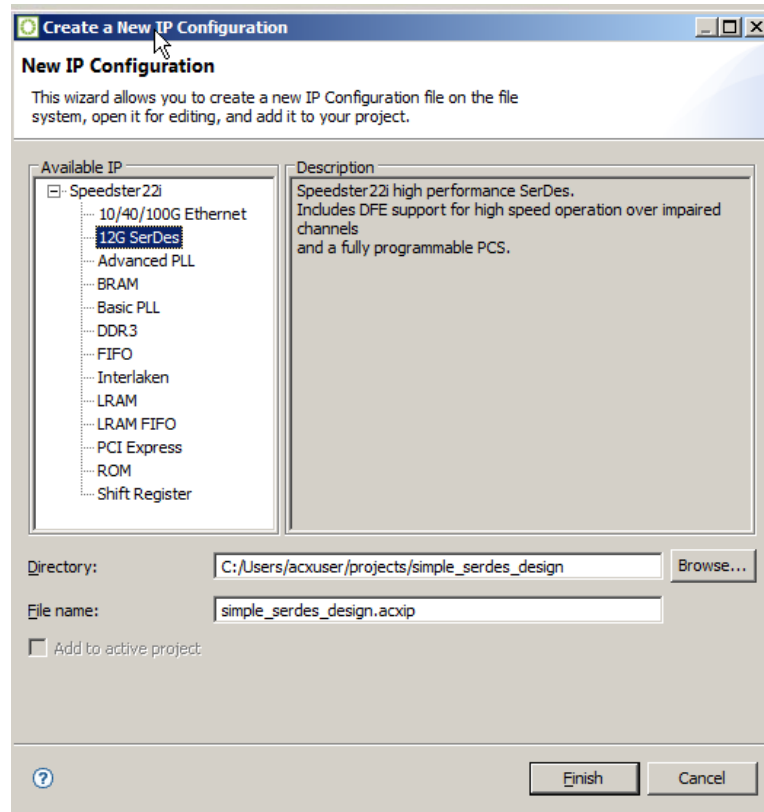 Create a New IP Configuration
New IP Configuration
This wizard allows you to create a new IP Configuration file on the file
system, open it for editing, and add it to your project.
Available IP
Speedster22i
10/40/100G Ethernet
12G SerDes
Advanced PLL
BRAM
Basic PLL
DDR3
FIFO
Interlaken
LRAM
LRAM FIFO
PCI Express
ROM
Shift Register
Description
Speedster22i high performance SerDes.
Includes DFE support for high speed operation over impaired
channels
and a fully programmable PCS.
Directory:
C:/Users/acxuser/projects/simple_serdes_design
Browse...
File name:
simple_serdes_design.acxip
Add to active project
?
Finish
Cancel